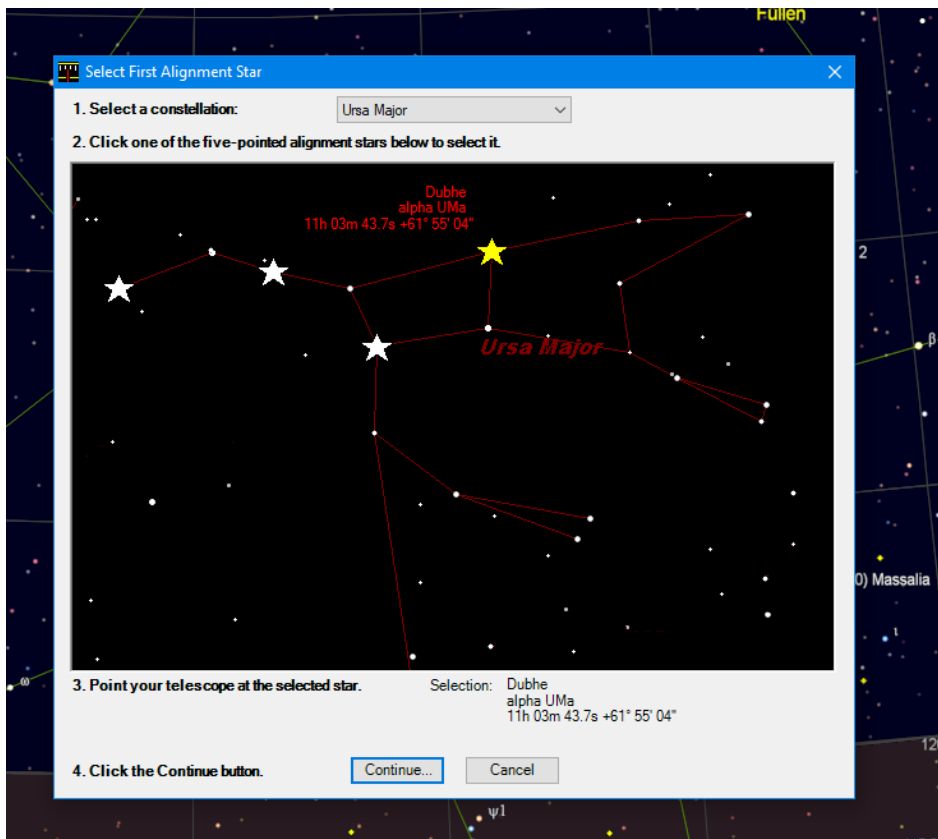 Fullen
Select First Alignment Star
1. Select a constellation:
Ursa Major
2. Click one of the five-pointed alignment stars below to select it.
Dubhe
alpha UMa
11h 03m 43.7s +61° 55' 04"
Ursa Major
2
β
0) Massalia
ι
ω
3. Point your telescope at the selected star.
Selection:
Dubhe
alpha UMa
11h 03m 43.7s +61° 55' 04"
12
4. Click the Continue button.
Continue...
Cancel
ψ1